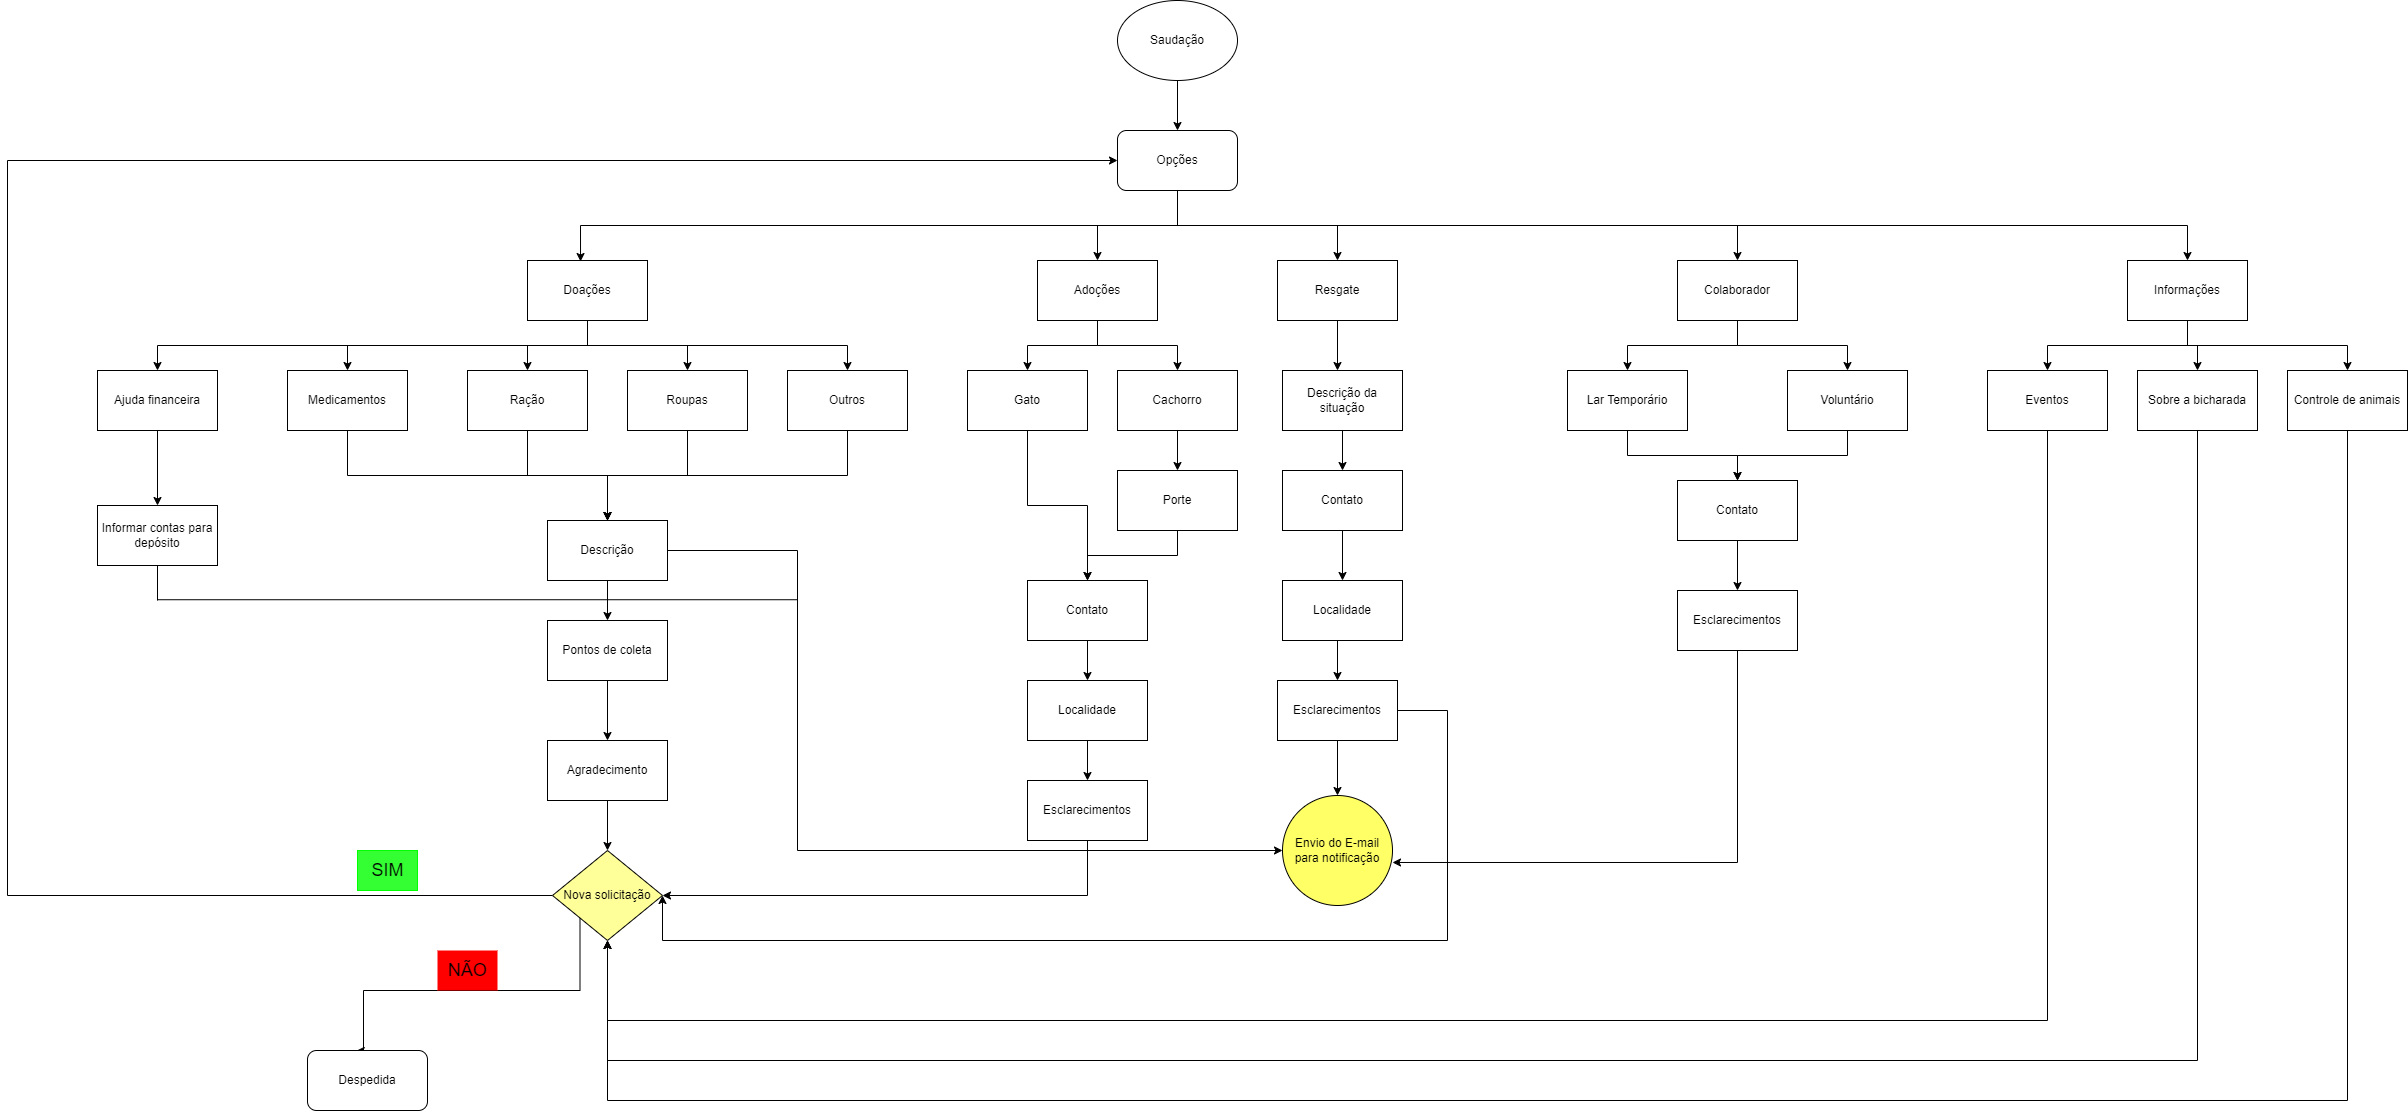 Saudação
Opções
Doações
Adoções
Resgate
Colaborador
Informações
Ajuda financeira
Medicamentos
Ração
Roupas
Outros
Gato
Cachorro
Descrição da
situação
Lar Temporário
Voluntário
Eventos
Sobre a bicharada
Controle de animais
Informar contas para
depósito
Descrição
Porte
Contato
Contato
Pontos de coleta
Contato
Localidade
Esclarecimentos
Agradecimento
Localidade
Esclarecimentos
Esclarecimentos
Envio do E-mail
para notificação
SIM
Nova solicitação
NÃO
Despedida